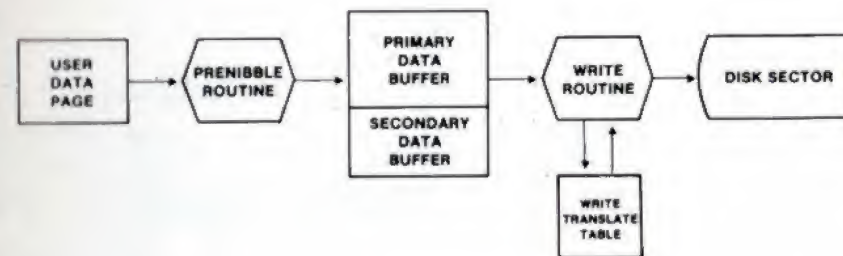 USER
DATA
PAGE
PRENIBBLE
ROUTINE
PRIMARY
DATA
BUFFER
SECONDARY
DATA
BUFFER
WRITE
ROUTINE
WRITE
TRANSLATE
TABLE
DISK SECTOR